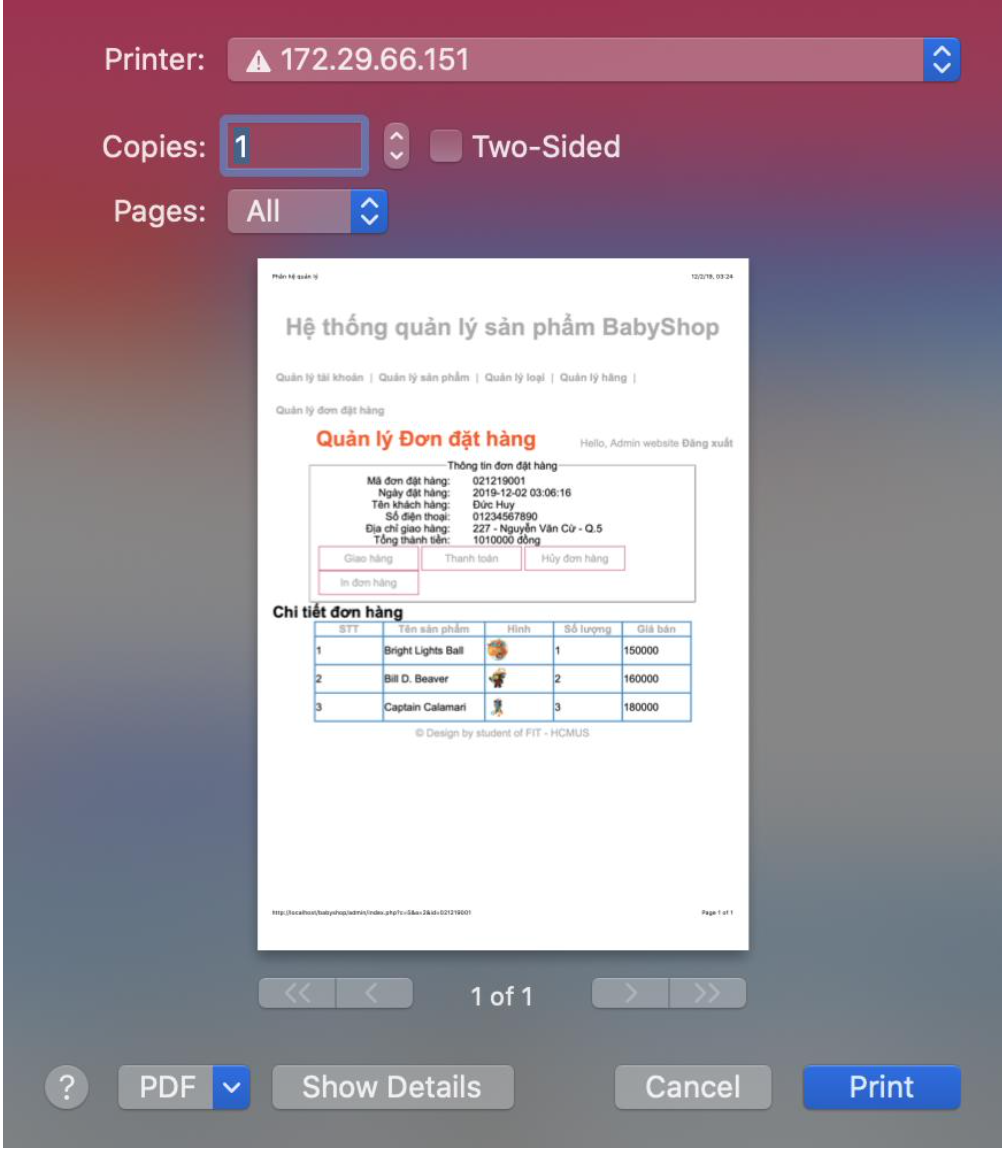 Printer: 172.29.66.151
Copies: 1 Two-Sided
Pages: All
Phân hệ quản lý 12/2/19, 03:24
Hệ thống quản lý sản phẩm BabyShop
Quản lý tài khoản | Quản lý sản phẩm | Quản lý loại | Quản lý hãng |
Quản lý đơn đặt hàng
Quản lý Đơn đặt hàng Hello, Admin website Đăng xuất
Thông tin đơn đặt hàng
Mã đơn đặt hàng: 021219001
Ngày đặt hàng: 2019-12-02 03:06:16
Tên khách hàng: Đức Huy
Số điện thoại: 01234567890
Địa chỉ giao hàng: 227 - Nguyễn Văn Cừ - Q.5
Tổng thành tiền: 1010000 đồng
Giao hàng Thanh toán Hủy đơn hàng
In đơn hàng
Chi tiết đơn hàng
STT Tên sản phẩm Hình Số lượng Giá bán
1 Bright Lights Ball 1 150000
2 Bill D. Beaver 2 160000
3 Captain Calamari 3 180000
© Design by student of FIT - HCMUS
http://localhost/babyshop/admin/index.php?c=5&a=2&id=021219001 Page 1 of 1
<< < 1 of 1 > >>
? PDF Show Details Cancel Print